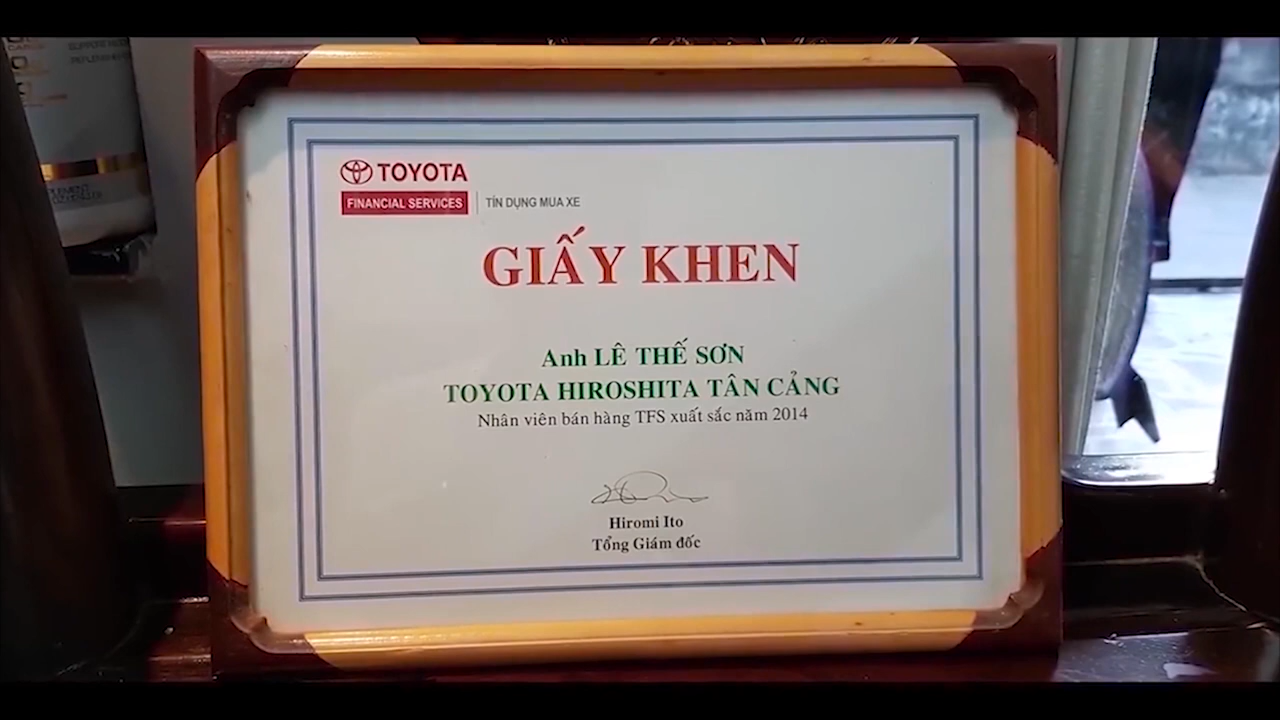 TOYOTA
FINANCIAL SERVICES | TÍN DỤNG MUA XE
GIẤY KHEN
Anh LÊ THẾ SƠN
TOYOTA HIROSHITA TÂN CẢNG
Nhân viên bán hàng TFS xuất sắc năm 2014
Hiromi Ito
Tổng Giám đốc